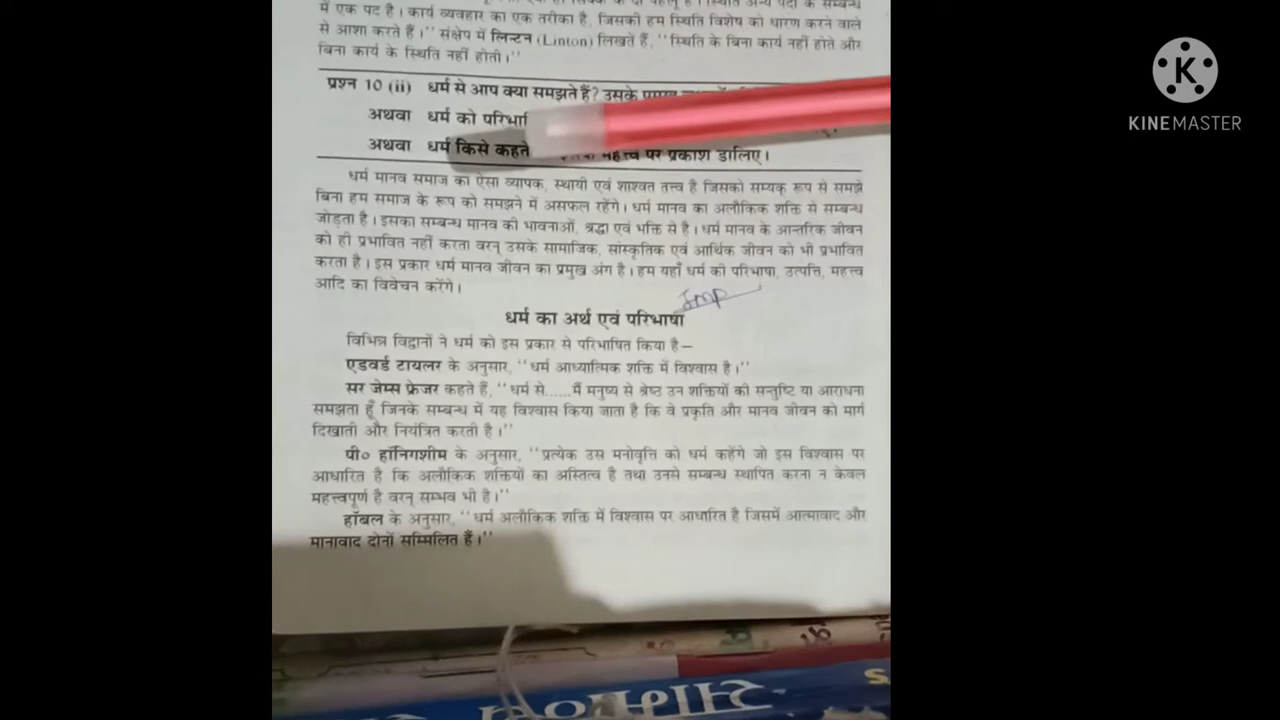 में एक पद है। कार्य व्यवहार का एक तरीका है, जिसकी हम स्थिति विशेष को धारण करने वाले
से आशा करते हैं।'' संक्षेप में लिन्टन (Linton) लिखते हैं, ''स्थिति के बिना कार्य नहीं होते और
बिना कार्य के स्थिति नहीं होती।''
प्रश्न 10 (ii) धर्म से आप क्या समझते हैं? उसके प्रमुख
अथवा धर्म को
अथवा धर्म किसे कहते महत्त्व पर प्रकाश डालिए।
धर्म मानव समाज का ऐसा व्यापक, स्थायी एवं शाश्वत तत्त्व है जिसको सम्यक् रूप से समझे
बिना हम समाज के रूप को समझने में असफल रहेंगे। धर्म मानव का अलौकिक शक्ति से सम्बन्ध
जोड़ता है। इसका सम्बन्ध मानव की भावनाओं, श्रद्धा एवं भक्ति से है। धर्म मानव के आन्तरिक जीवन
को ही प्रभावित नहीं करता वरन् उसके सामाजिक, सांस्कृतिक एवं आर्थिक जीवन को भी प्रभावित
करता है। इस प्रकार धर्म मानव जीवन का प्रमुख अंग है। हम यहाँ धर्म की परिभाषा, उत्पत्ति, महत्त्व
आदि का विवेचन करेंगे।
Imp
धर्म का अर्थ एवं परिभाषा
विभिन्न विद्वानों ने धर्म को इस प्रकार से परिभाषित किया है—
एडवर्ड टायलर के अनुसार, ''धर्म आध्यात्मिक शक्ति में विश्वास है।''
सर जेम्स फ्रेजर कहते हैं, ''धर्म से......मैं मनुष्य से श्रेष्ठ उन शक्तियों की सन्तुष्टि या आराधना
समझता हूँ जिनके सम्बन्ध में यह विश्वास किया जाता है कि वे प्रकृति और मानव जीवन को मार्ग
दिखाती और नियंत्रित करती है।''
पी० हॉनिगशीम के अनुसार, ''प्रत्येक उस मनोवृत्ति को धर्म कहेंगे जो इस विश्वास पर
आधारित है कि अलौकिक शक्तियों का अस्तित्व है तथा उनसे सम्बन्ध स्थापित करना न केवल
महत्त्वपूर्ण है वरन् सम्भव भी है।''
हॉबल के अनुसार, ''धर्म अलौकिक शक्ति में विश्वास पर आधारित है जिसमें आत्मावाद और
मानावाद दोनों सम्मिलित हैं।''
K
KINEMASTER